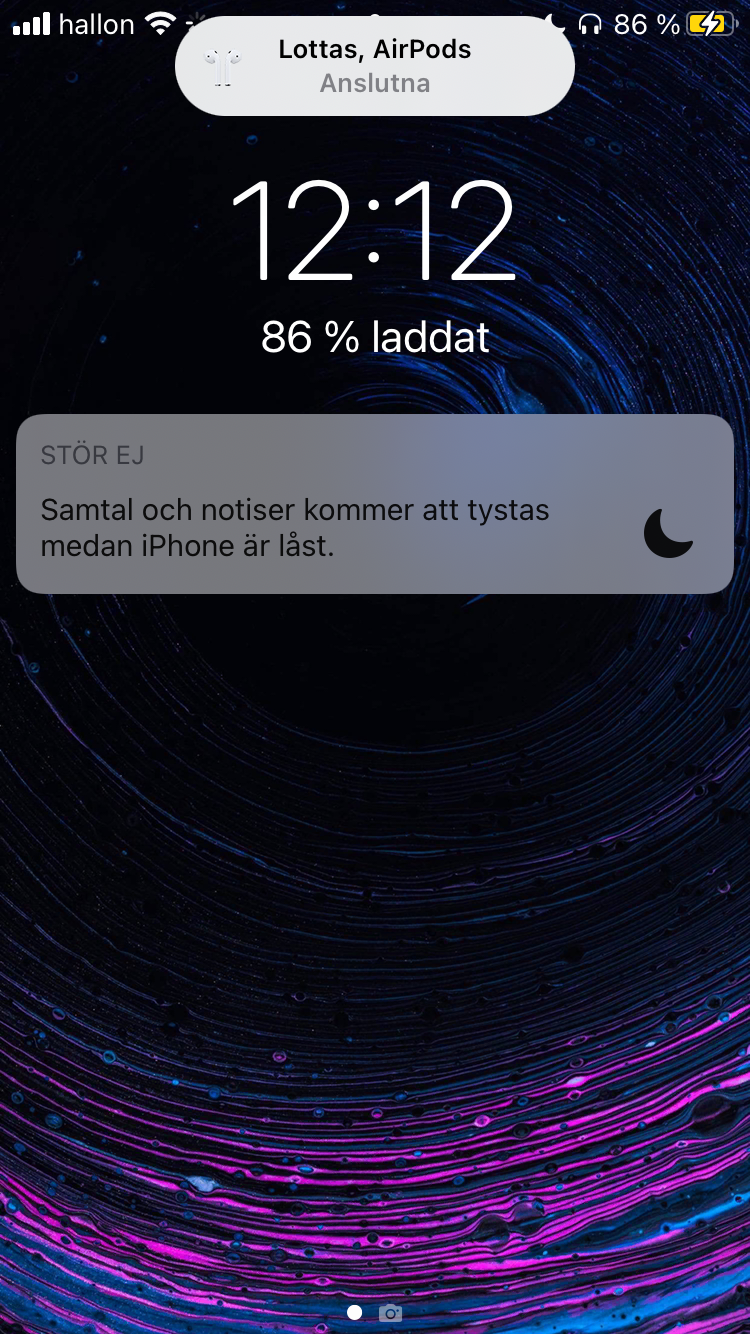 hallon
86 %
Lottas, AirPods
Anslutna
12:12
86 % laddat
STÖR EJ
Samtal och notiser kommer att tystas
medan iPhone är låst.